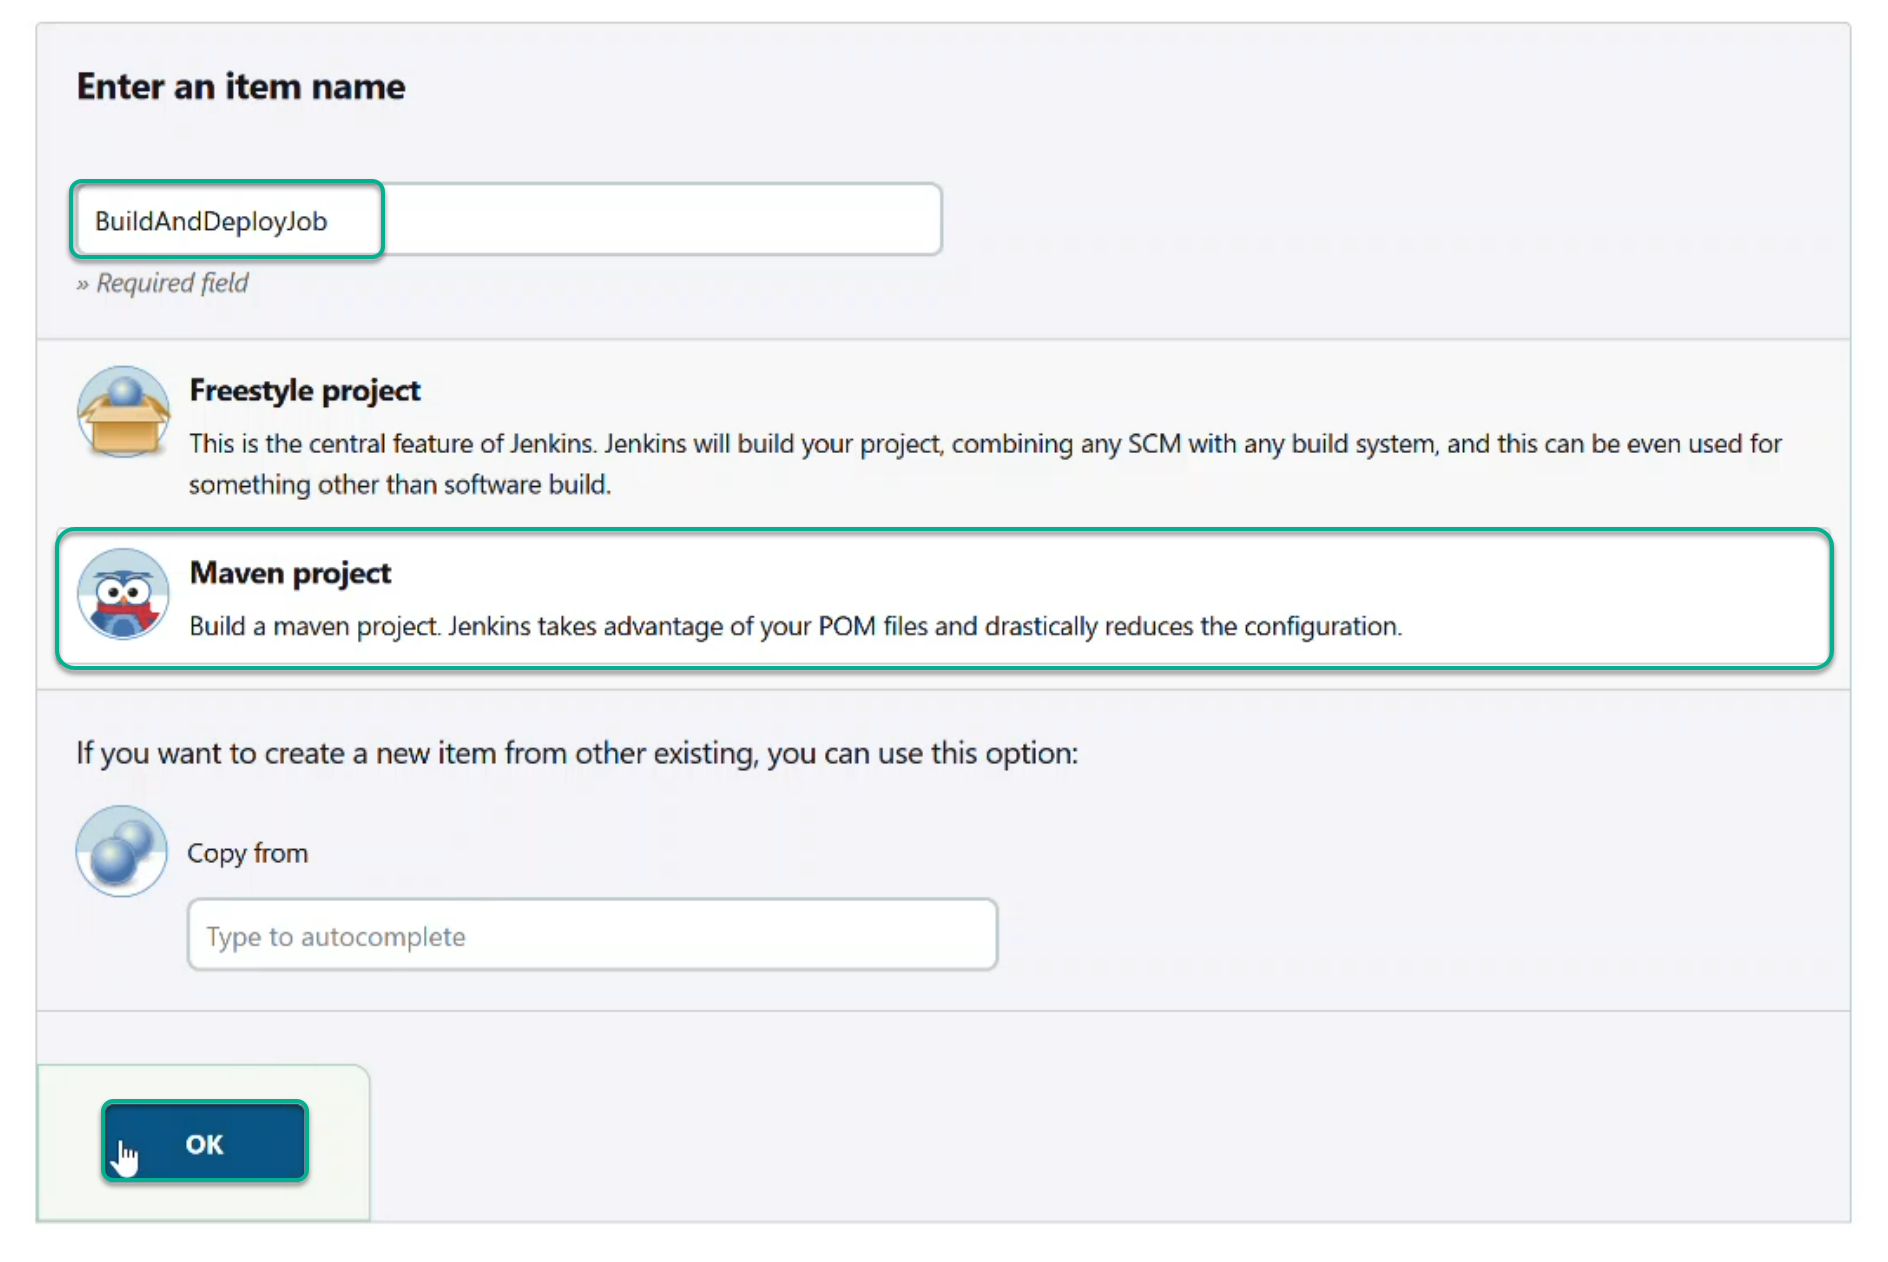 Enter an item name
BuildAndDeployJob
» Required field
Freestyle project
This is the central feature of Jenkins. Jenkins will build your project, combining any SCM with any build system, and this can be even used for
something other than software build.
Maven project
Build a maven project. Jenkins takes advantage of your POM files and drastically reduces the configuration.
If you want to create a new item from other existing, you can use this option:
Copy from
Type to autocomplete
OK